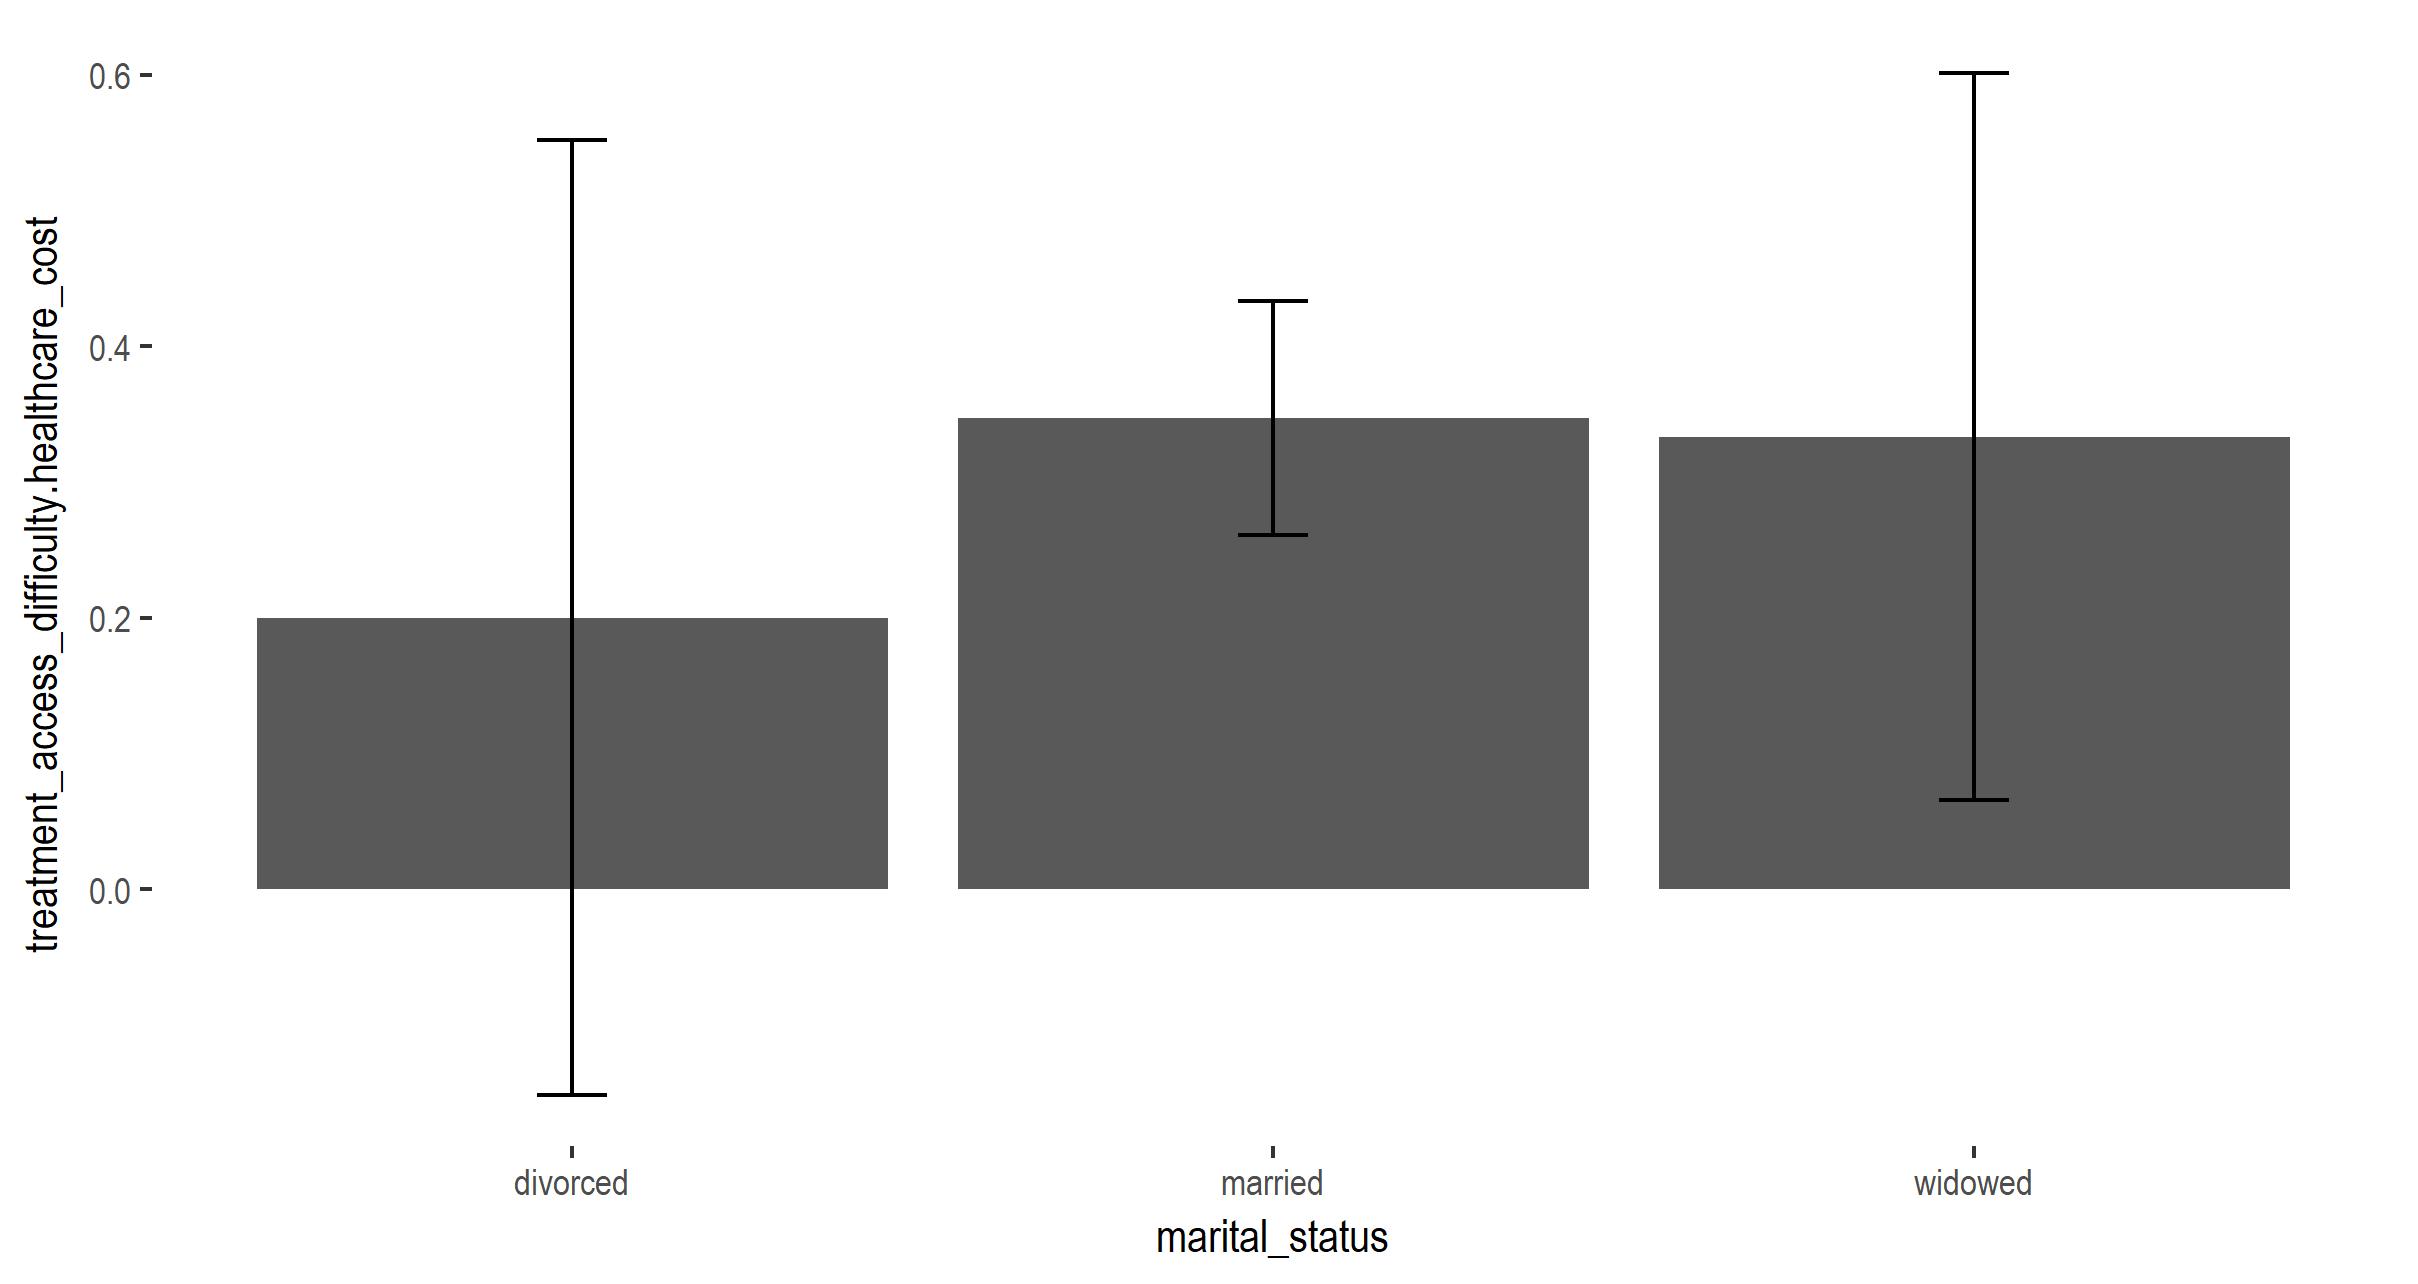 treatment_access_difficulty.healthcare_cost
0.6
0.4
0.2
0.0
divorced
married
widowed
marital_status